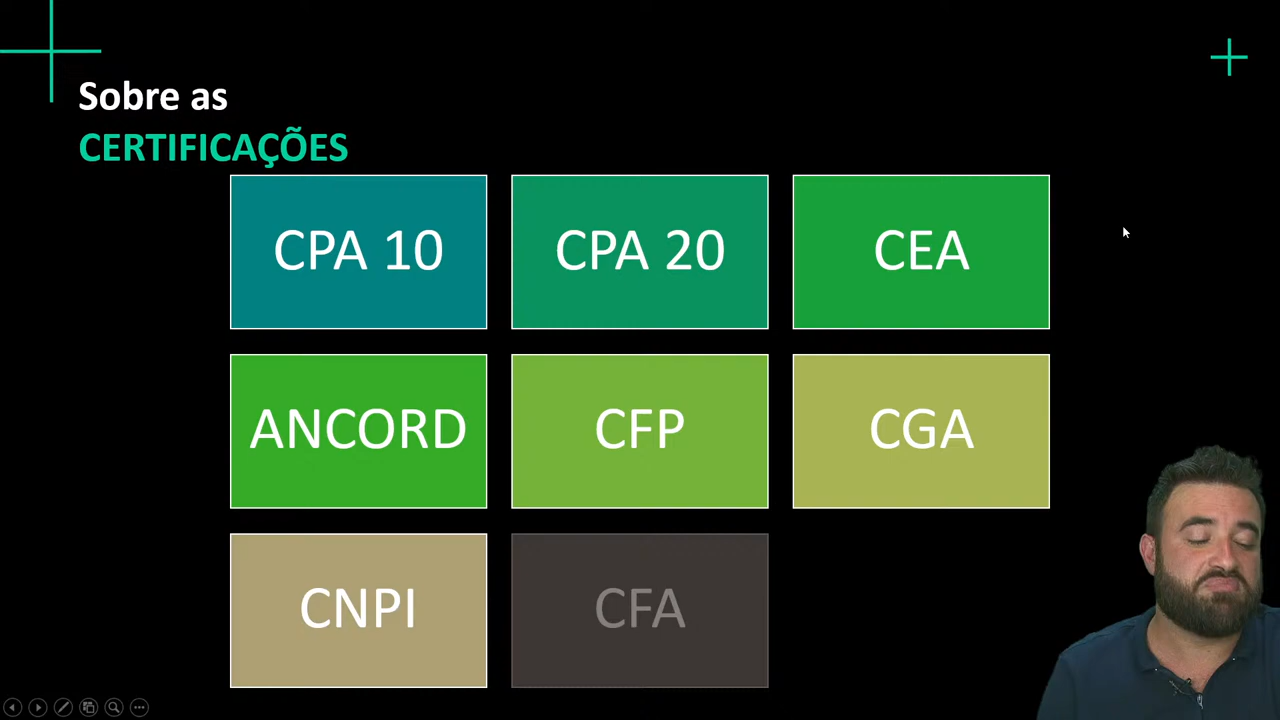 Sobre as
CERTIFICAÇÕES
CPA 10
CPA 20
CEA
ANCORD
CFP
CGA
CNPI
CFA